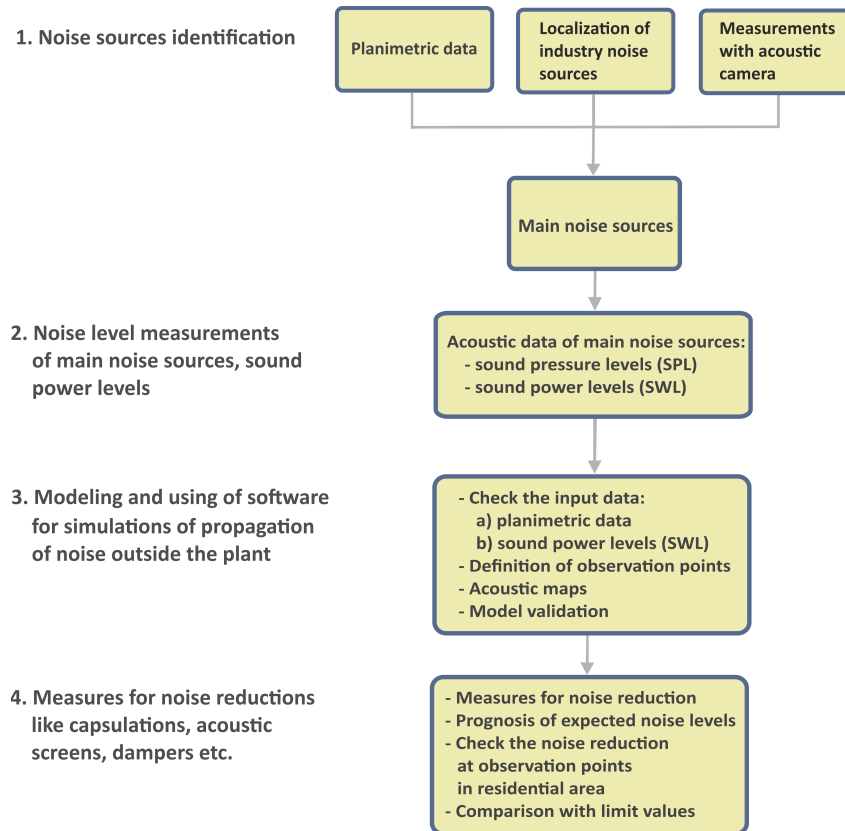 1. Noise sources identification
Planimetric data
Localization of
industry noise
sources
Measurements
with acoustic
camera
Main noise sources
2. Noise level measurements
of main noise sources, sound
power levels
Acoustic data of main noise sources:
- sound pressure levels (SPL)
- sound power levels (SWL)
3. Modeling and using of software
for simulations of propagation
of noise outside the plant
- Check the input data:
a) planimetric data
b) sound power levels (SWL)
- Definition of observation points
- Acoustic maps
- Model validation
4. Measures for noise reductions
like capsulations, acoustic
screens, dampers etc.
- Measures for noise reduction
- Prognosis of expected noise levels
- Check the noise reduction
at observation points
in residential area
- Comparison with limit values